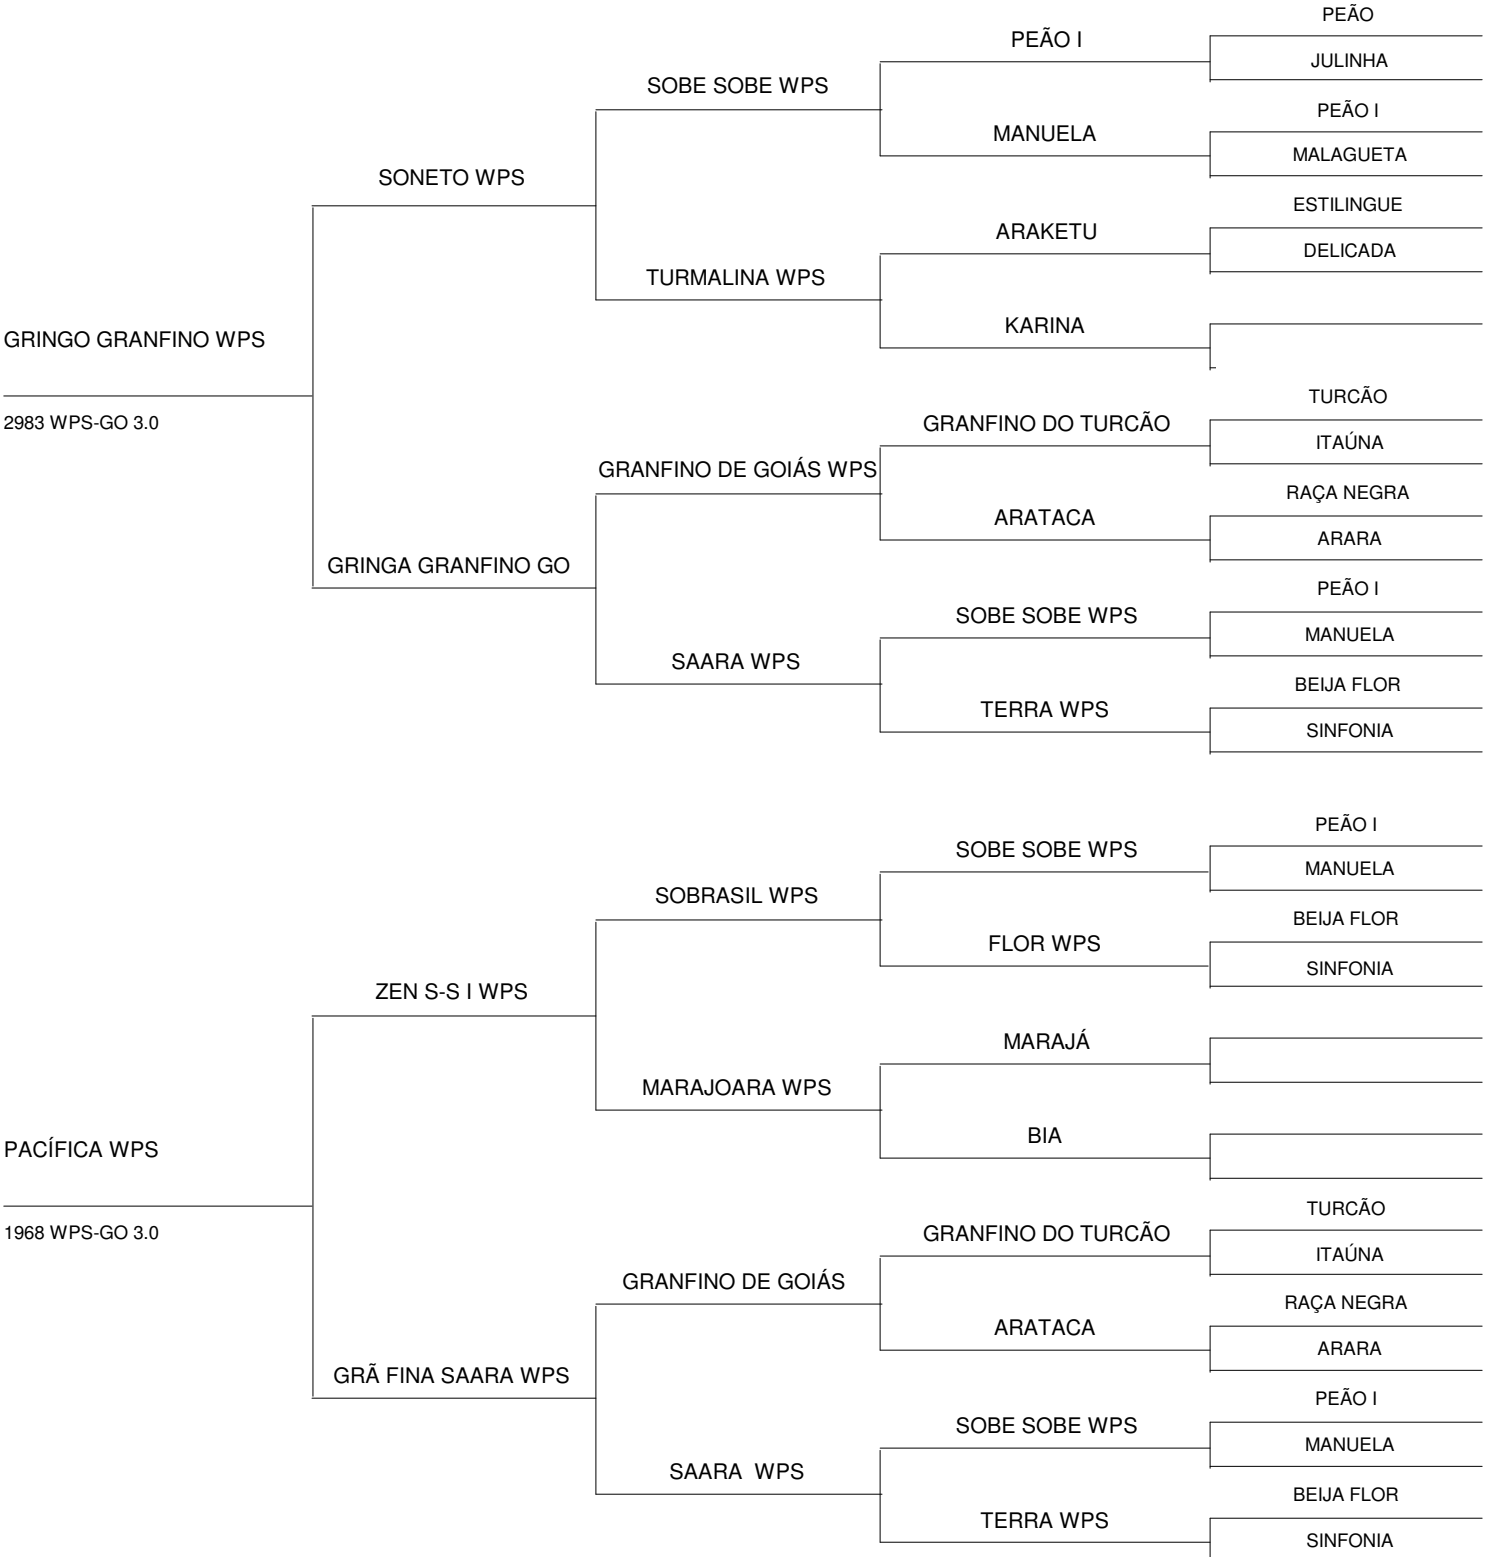 PEÃO
PEÃO I
JULINHA
SOBE SOBE WPS
PEÃO I
MANUELA
MALAGUETA
SONETO WPS
ESTILINGUE
ARAKETU
DELICADA
TURMALINA WPS
KARINA
GRINGO GRANFINO WPS
TURCÃO
2983 WPS-GO 3.0
GRANFINO DO TURCÃO
ITAÚNA
GRANFINO DE GOIÁS WPS
RAÇA NEGRA
ARATACA
ARARA
GRINGA GRANFINO GO
PEÃO I
SOBE SOBE WPS
MANUELA
SAARA WPS
BEIJA FLOR
TERRA WPS
SINFONIA
PEÃO I
SOBE SOBE WPS
MANUELA
SOBRASIL WPS
BEIJA FLOR
FLOR WPS
SINFONIA
ZEN S-S I WPS
MARAJÁ
MARAJOARA WPS
BIA
PACÍFICA WPS
TURCÃO
1968 WPS-GO 3.0
GRANFINO DO TURCÃO
ITAÚNA
GRANFINO DE GOIÁS
RAÇA NEGRA
ARATACA
ARARA
GRÃ FINA SAARA WPS
PEÃO I
SOBE SOBE WPS
MANUELA
SAARA  WPS
BEIJA FLOR
TERRA WPS
SINFONIA